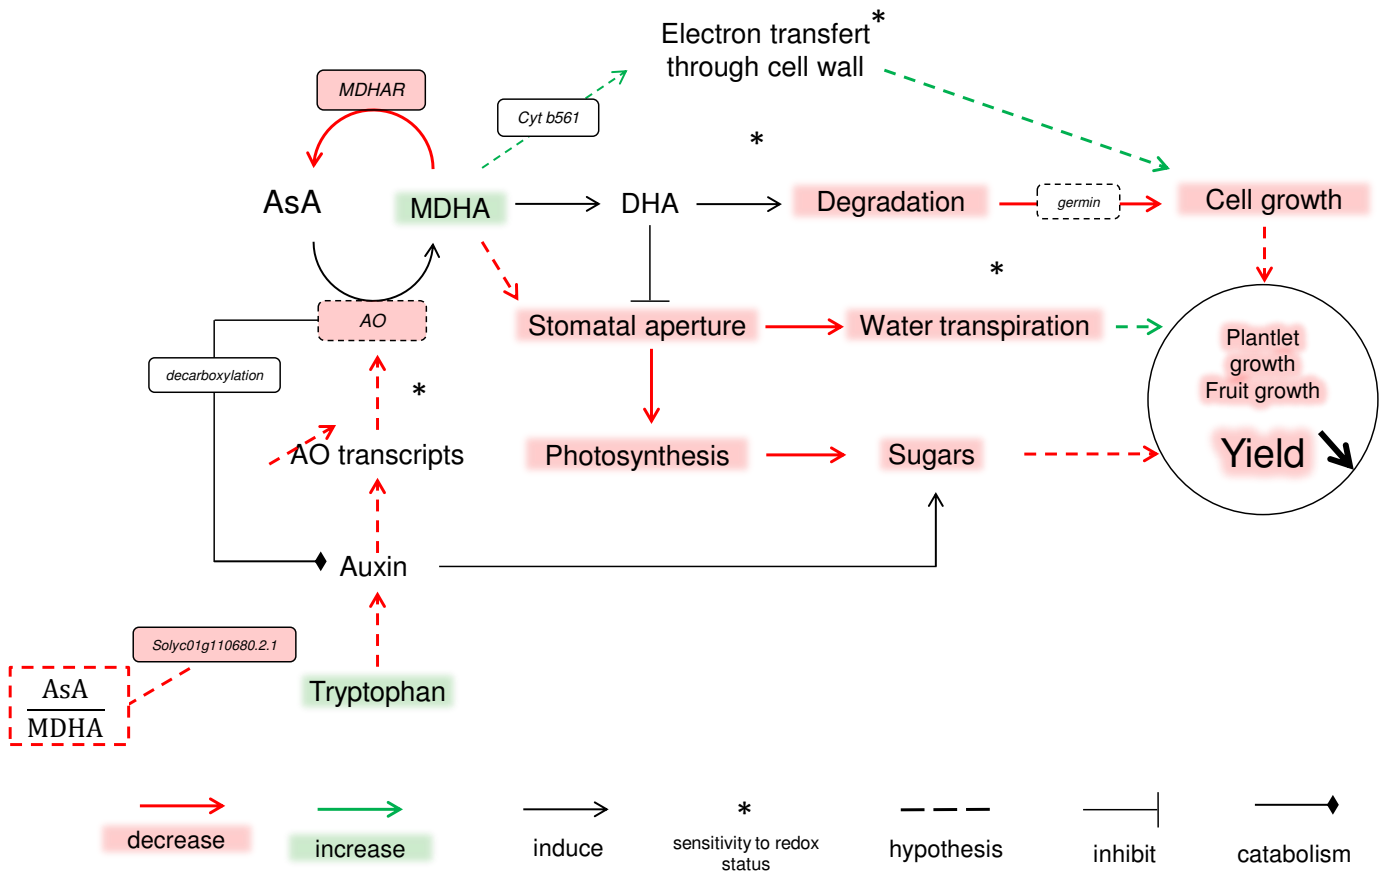 *
Electron transfert
through cell wall
MDHAR
Cyt b561
*
AsA
MDHA
DHA
Degradation
germin
Cell growth
*
AO
Stomatal aperture
Water transpiration
Plantlet
growth
Fruit growth
decarboxylation
*
AO transcripts
Photosynthesis
Sugars
Yield
Auxin
Solyc01g110680.2.1
AsA
MDHA
Tryptophan
*
decrease
increase
induce
sensitivity to redox
status
hypothesis
inhibit
catabolism